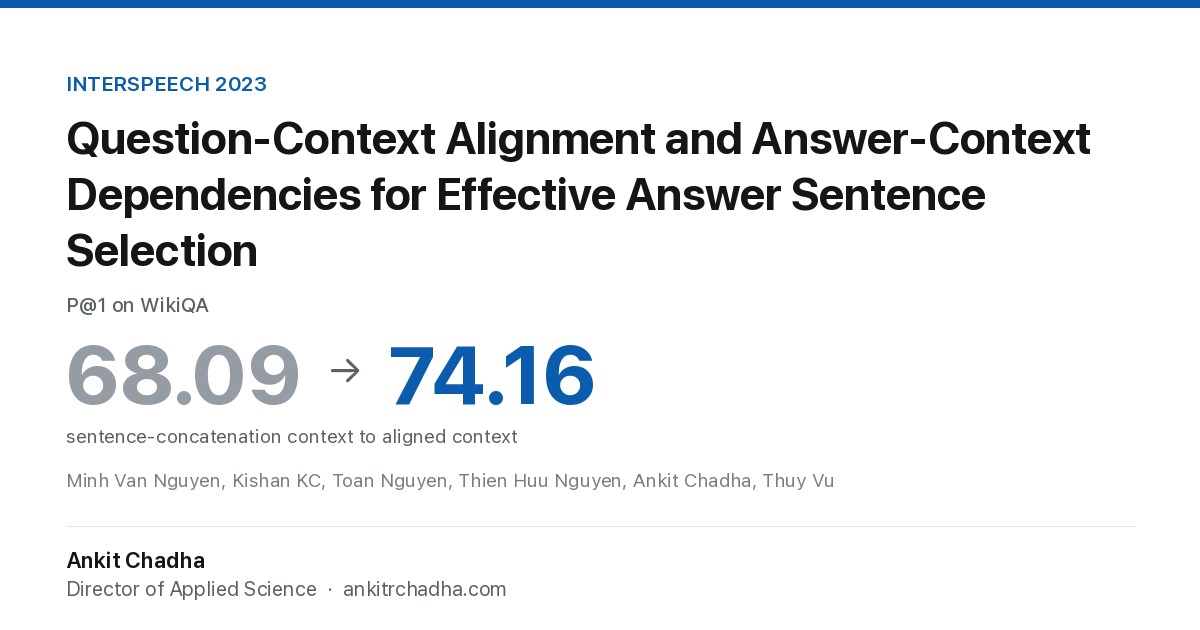 INTERSPEECH 2023
Question-Context Alignment and Answer-Context
Dependencies for Effective Answer Sentence
Selection
P@1 on WikiQA
68.09 → 74.16
sentence-concatenation context to aligned context
Minh Van Nguyen, Kishan KC, Toan Nguyen, Thien Huu Nguyen, Ankit Chadha, Thuy Vu
Ankit Chadha
Director of Applied Science · ankitrchadha.com